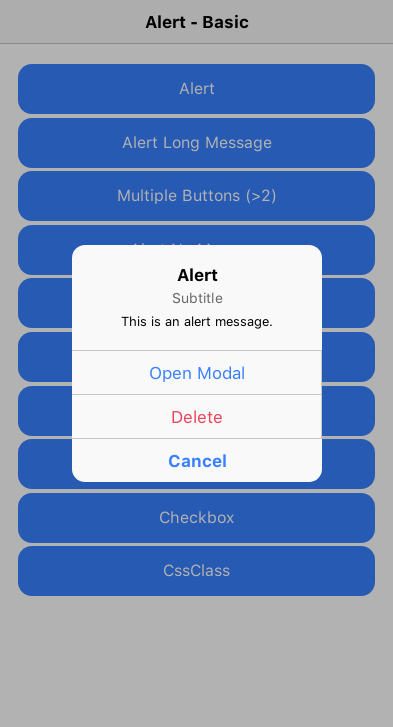 Alert - Basic
Alert
Alert Long Message
Multiple Buttons (>2)
Alert
Subtitle
This is an alert message.
Open Modal
Delete
Cancel
Checkbox
CssClass